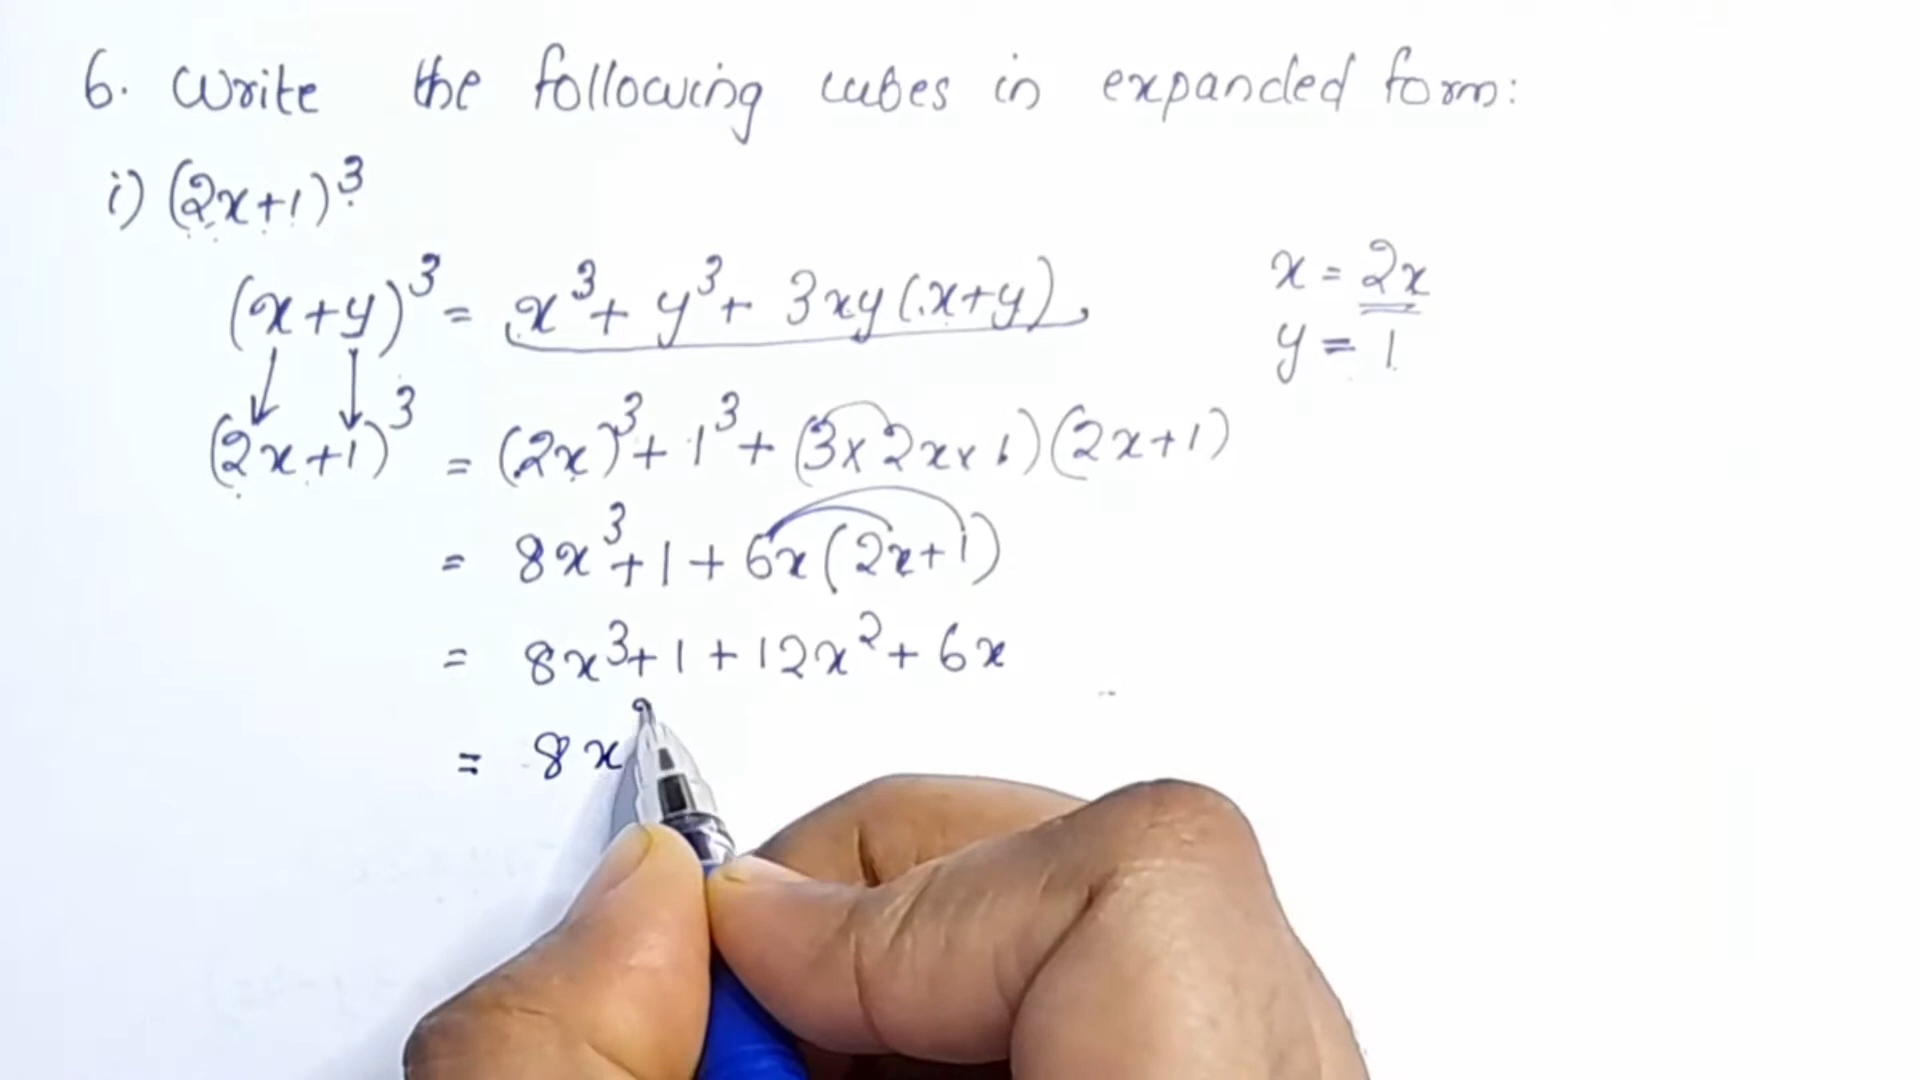 6. Write the following cubes in expanded form:
i) (2x+1)³
(x+y)³ = x³ + y³ + 3xy(x+y)
x = 2x
y = 1
(2x+1)³ = (2x)³ + 1³ + (3×2x×1)(2x+1)
= 8x³ + 1 + 6x(2x+1)
= 8x³ + 1 + 12x² + 6x
= 8x